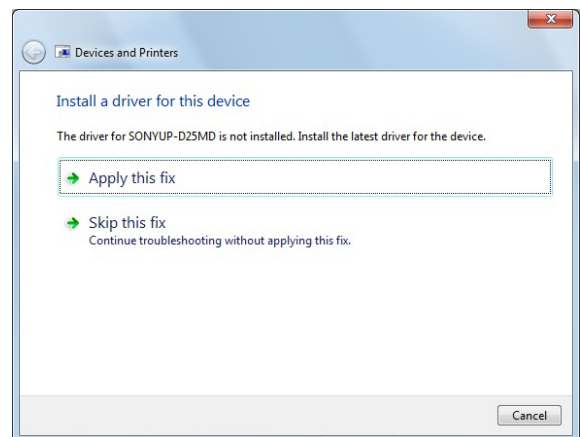 Devices and Printers
Install a driver for this device
The driver for SONYUP-D25MD is not installed. Install the latest driver for the device.
Apply this fix
Skip this fix
Continue troubleshooting without applying this fix.
Cancel